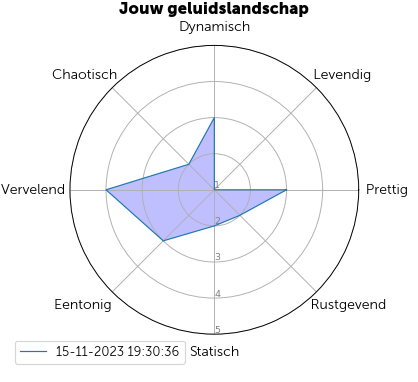 Jouw geluidslandschap
Dynamisch
Chaotisch
Levendig
Vervelend
1
Prettig
2
3
Eentonig
4
Rustgevend
5
15-11-2023 19:30:36
Statisch